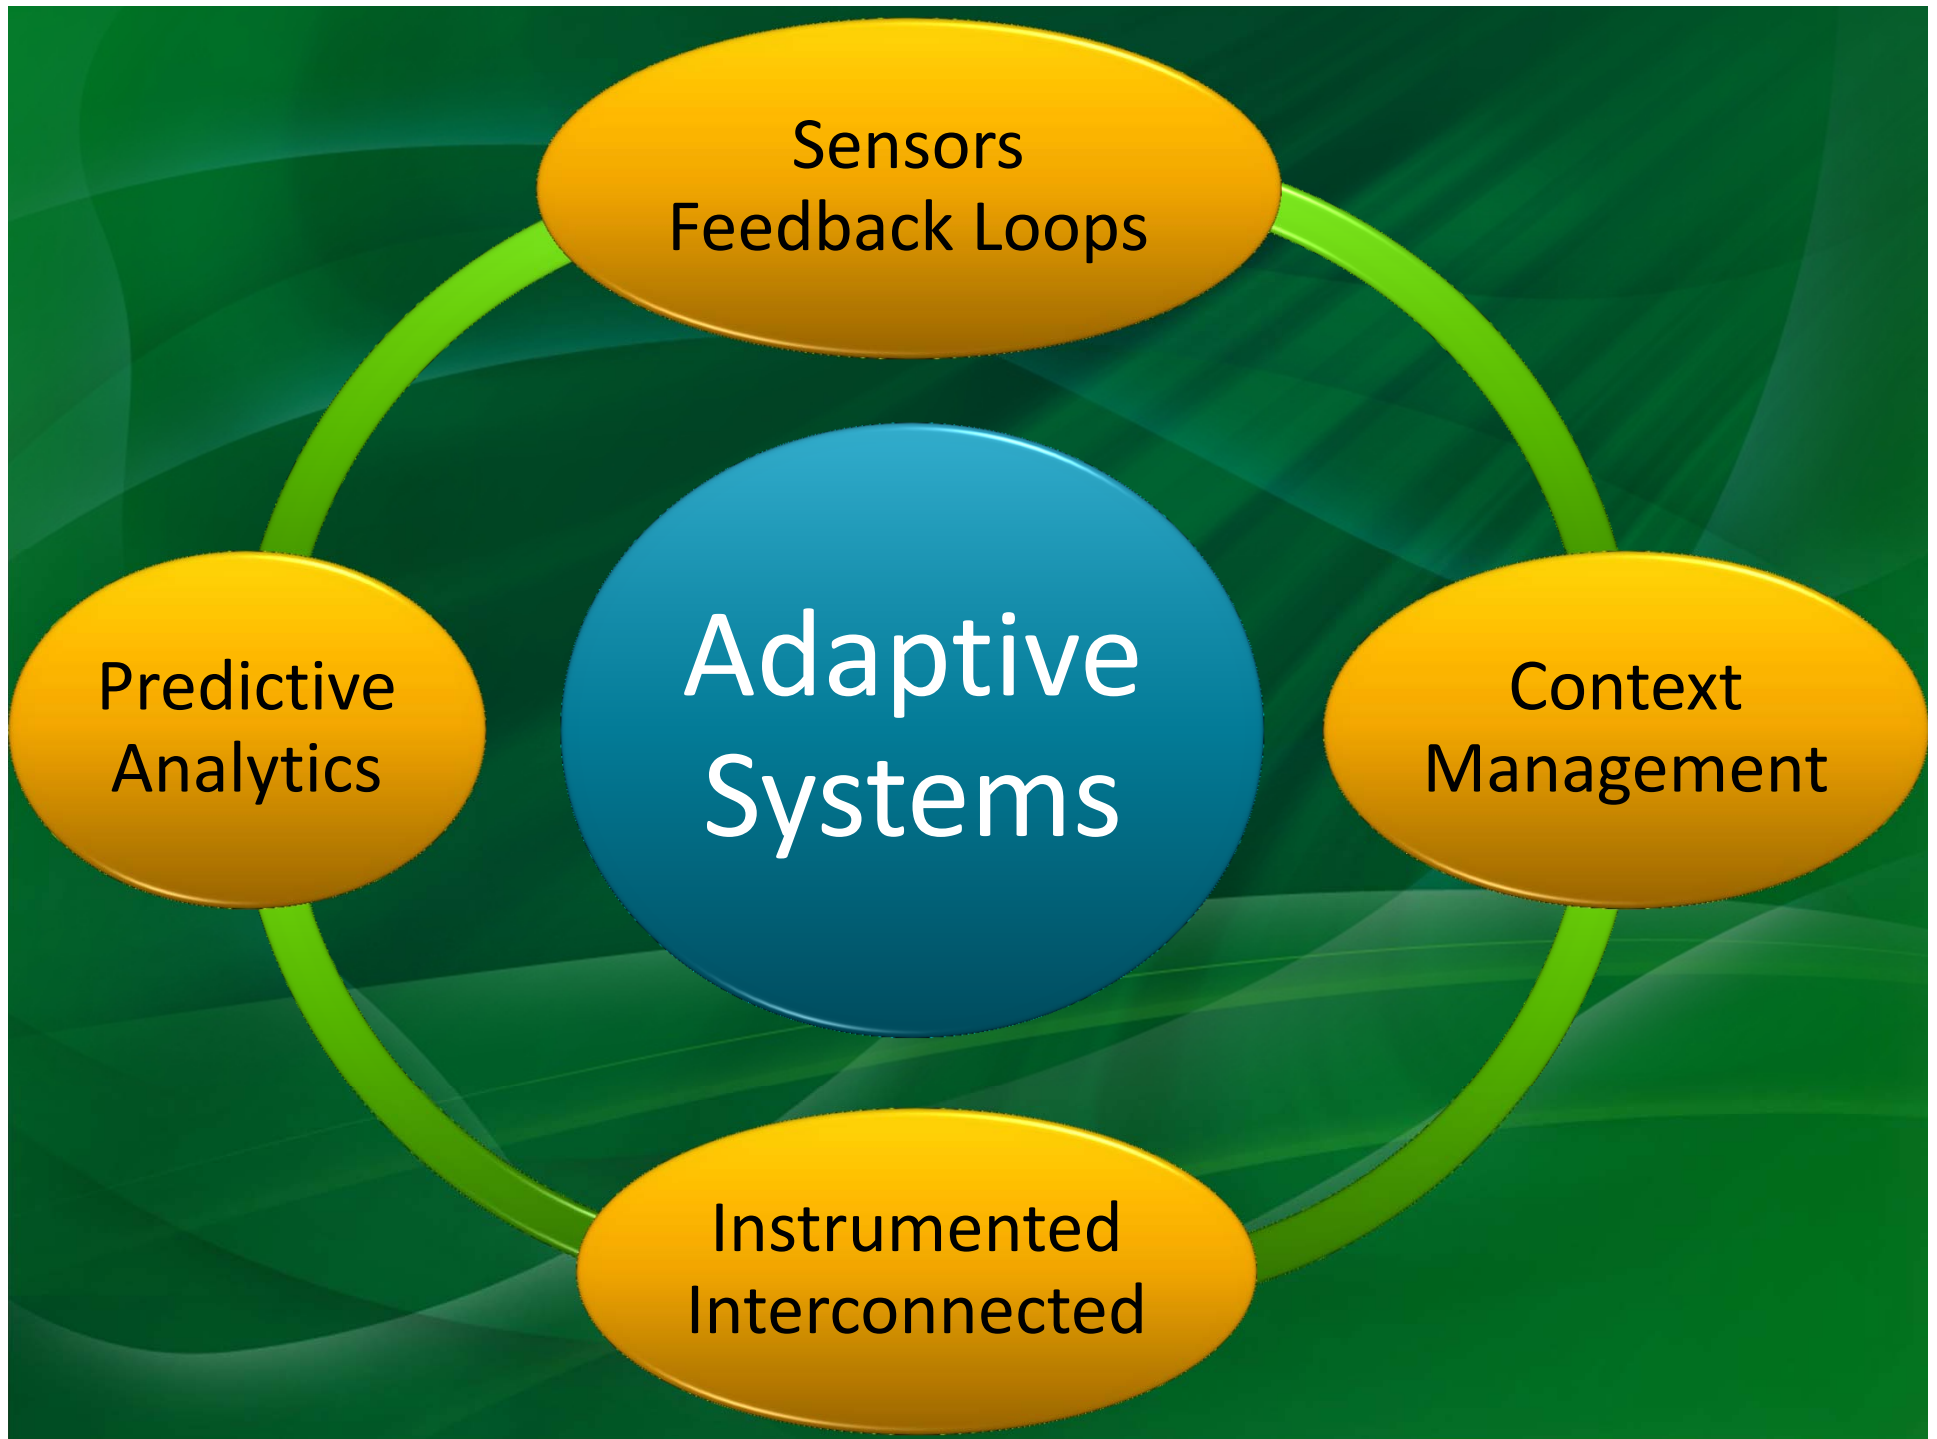 Sensors
Feedback Loops
Predictive
Analytics
Adaptive
Systems
Context
Management
Instrumented
Interconnected